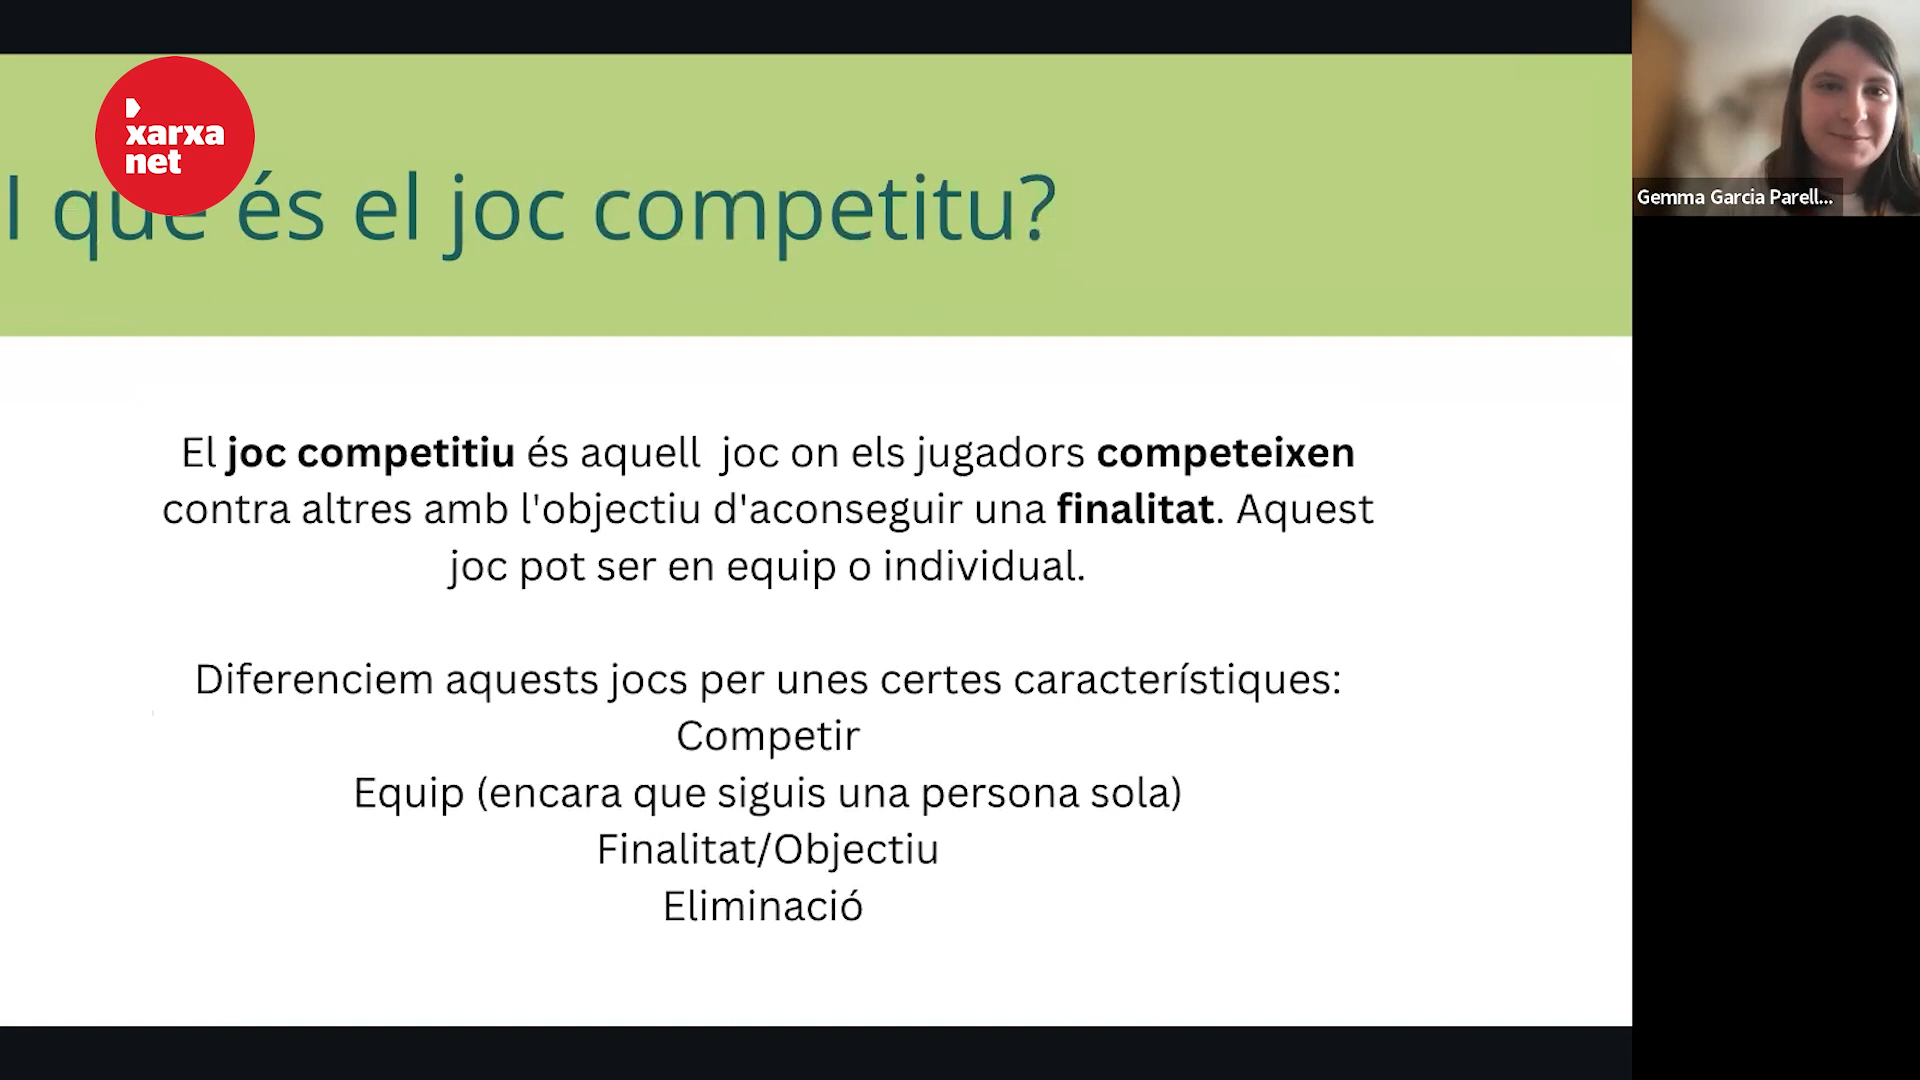 xarxa
net
I què és el joc competitu?
El joc competitiu és aquell joc on els jugadors competeixen
contra altres amb l'objectiu d'aconseguir una finalitat. Aquest
joc pot ser en equip o individual.
Diferenciem aquests jocs per unes certes característiques:
Competir
Equip (encara que siguis una persona sola)
Finalitat/Objectiu
Eliminació
Gemma Garcia Parell...